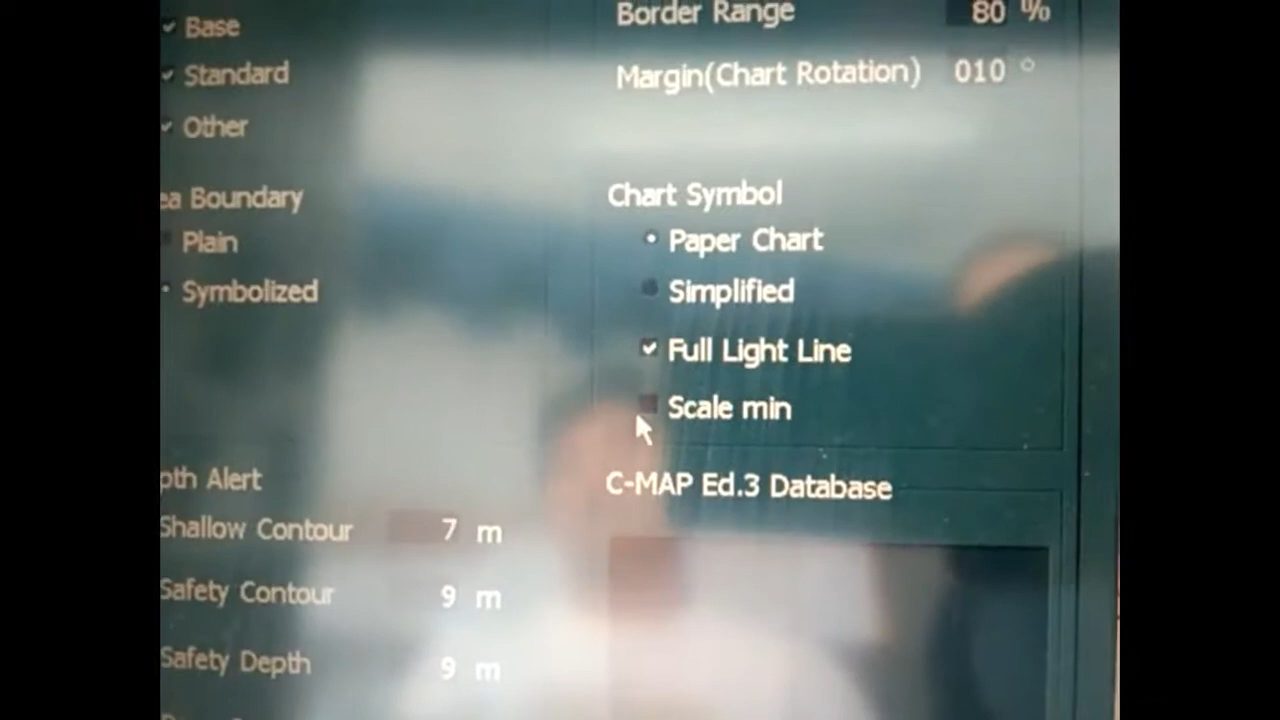 Base
Standard
Other
ea Boundary
Plain
Symbolized
pth Alert
Shallow Contour 7 m
Safety Contour 9 m
Safety Depth 9 m
Border Range 80 %
Margin(Chart Rotation) 010 °
Chart Symbol
Paper Chart
Simplified
Full Light Line
Scale min
C-MAP Ed.3 Database